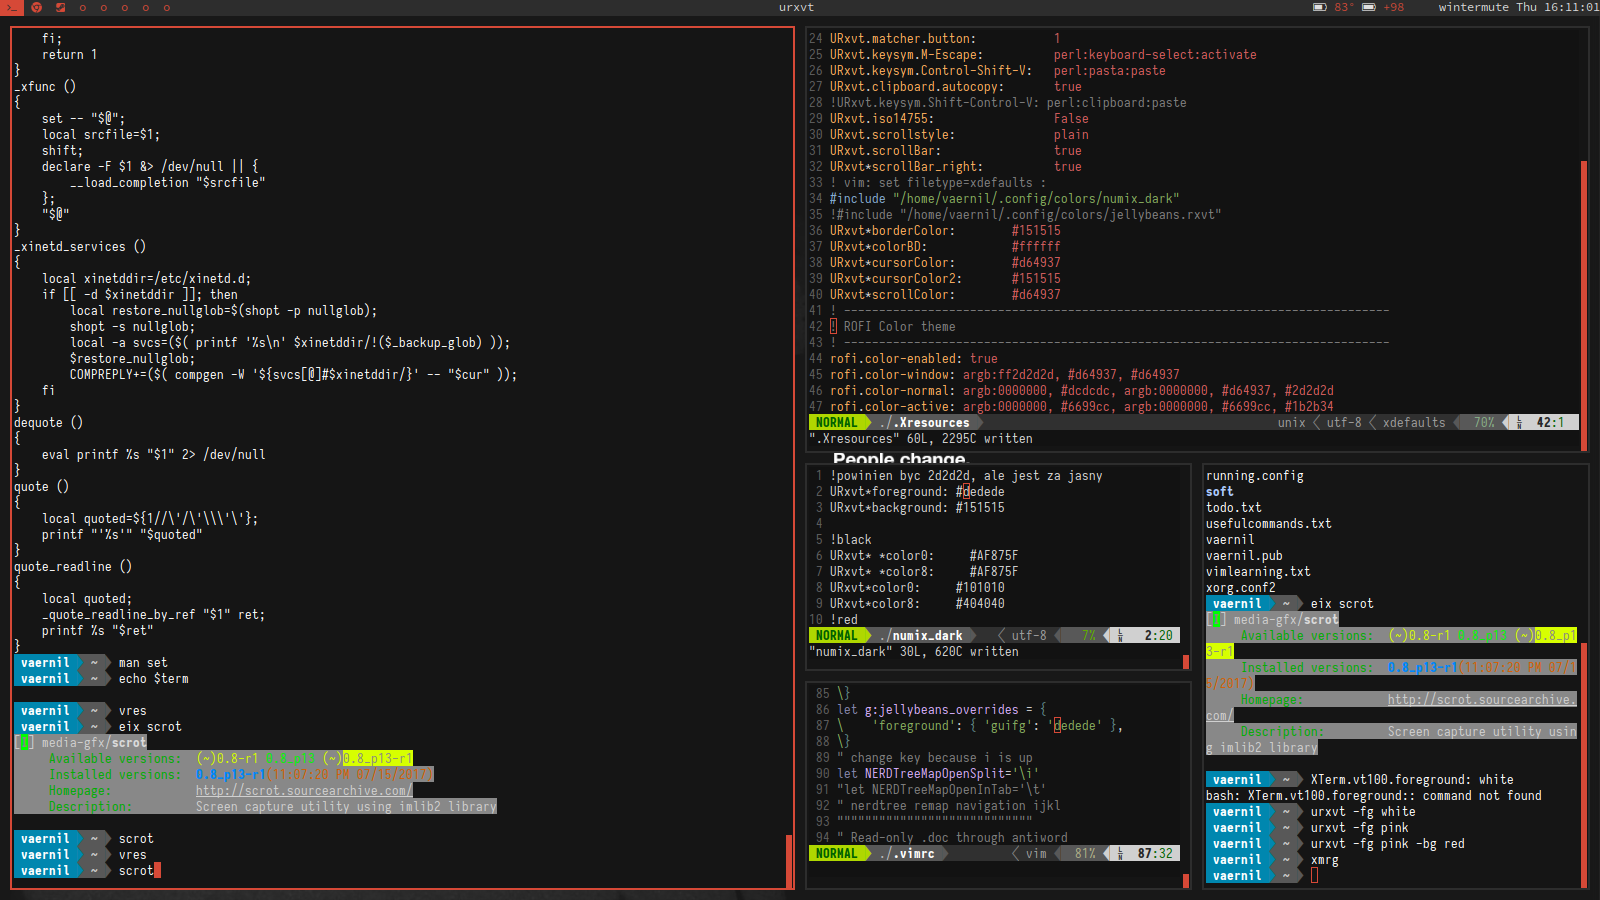 urxvt
83° +98 wintermute Thu 16:11:01
fi;
return 1
}
_xfunc ()
{
set -- "$@";
local srcfile=$1;
shift;
declare -F $1 &> /dev/null || {
__load_completion "$srcfile"
};
"$@"
}
_xinetd_services ()
{
local xinetddir=/etc/xinetd.d;
if [[ -d $xinetddir ]]; then
local restore_nullglob=$(shopt -p nullglob);
shopt -s nullglob;
local -a svcs=($( printf '%s\n' $xinetddir/!($_backup_glob) ));
$restore_nullglob;
COMPREPLY+=($( compgen -W '${svcs[@]#$xinetddir/}' -- "$cur" ));
fi
}
dequote ()
{
eval printf %s "$1" 2> /dev/null
}
quote ()
{
local quoted=${1//\'/\'\\\'\'};
printf "'%s'" "$quoted"
}
quote_readline ()
{
local quoted;
_quote_readline_by_ref "$1" ret;
printf %s "$ret"
}
vaernil ~ man set
vaernil ~ echo $term
vaernil ~ vres
vaernil ~ eix scrot
[I] media-gfx/scrot
Available versions: (~)0.8-r1 0.8_p13 (~)0.8_p13-r1
Installed versions: 0.8_p13-r1(11:07:20 PM 07/15/2017)
Homepage: http://scrot.sourcearchive.com/
Description: Screen capture utility using imlib2 library
vaernil ~ scrot
vaernil ~ vres
vaernil ~ scrot
24 URxvt.matcher.button: 1
25 URxvt.keysym.M-Escape: perl:keyboard-select:activate
26 URxvt.keysym.Control-Shift-V: perl:pasta:paste
27 URxvt.clipboard.autocopy: true
28 !URxvt.keysym.Shift-Control-V: perl:clipboard:paste
29 URxvt.iso14755: False
30 URxvt.scrollstyle: plain
31 URxvt.scrollBar: true
32 URxvt*scrollBar_right: true
33 ! vim: set filetype=xdefaults :
34 #include "/home/vaernil/.config/colors/numix_dark"
35 !#include "/home/vaernil/.config/colors/jellybeans.rxvt"
36 URxvt*borderColor: #151515
37 URxvt*colorBD: #ffffff
38 URxvt*cursorColor: #d64937
39 URxvt*cursorColor2: #151515
40 URxvt*scrollColor: #d64937
41 ! ------------------------------------------------------------------------------
42 ! ROFI Color theme
43 ! ------------------------------------------------------------------------------
44 rofi.color-enabled: true
45 rofi.color-window: argb:ff2d2d2d, #d64937, #d64937
46 rofi.color-normal: argb:0000000, #dcdcdc, argb:0000000, #d64937, #2d2d2d
47 rofi.color-active: argb:0000000, #6699cc, argb:0000000, #6699cc, #1b2b34
NORMAL ./.Xresources unix utf-8 xdefaults 70% 42:1
".Xresources" 60L, 2295C written
People change.
1 !powinien byc 2d2d2d, ale jest za jasny
2 URxvt*foreground: #dedede
3 URxvt*background: #151515
4
5 !black
6 URxvt* *color0: #AF875F
7 URxvt* *color8: #AF875F
8 URxvt*color0: #101010
9 URxvt*color8: #404040
10 !red
NORMAL ./numix_dark utf-8 7% 2:20
"numix_dark" 30L, 620C written
85 \}
86 let g:jellybeans_overrides = {
87 \ 'foreground': { 'guifg': 'dedede' },
88 \}
89 " change key because i is up
90 let NERDTreeMapOpenSplit='\i'
91 "let NERDTreeMapOpenInTab='\t'
92 " nerdtree remap navigation ijkl
93 """"""""""""""""""""""""""""
94 " Read-only .doc through antiword
NORMAL ./.vimrc vim 81% 87:32
running.config
soft
todo.txt
usefulcommands.txt
vaernil
vaernil.pub
vimlearning.txt
xorg.conf2
vaernil ~ eix scrot
[I] media-gfx/scrot
Available versions: (~)0.8-r1 0.8_p13 (~)0.8_p1
3-r1
Installed versions: 0.8_p13-r1(11:07:20 PM 07/1
5/2017)
Homepage: http://scrot.sourcearchive.
com/
Description: Screen capture utility usin
g imlib2 library
vaernil ~ XTerm.vt100.foreground: white
bash: XTerm.vt100.foreground:: command not found
vaernil ~ urxvt -fg white
vaernil ~ urxvt -fg pink
vaernil ~ urxvt -fg pink -bg red
vaernil ~ xmrg
vaernil ~